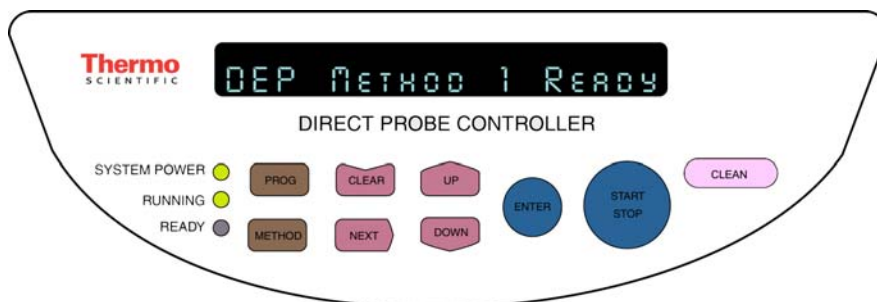 Thermo
SCIENTIFIC
DEP METHOD 1 READY
DIRECT PROBE CONTROLLER
SYSTEM POWER
RUNNING
READY
PROG
CLEAR
UP
METHOD
NEXT
DOWN
ENTER
START
STOP
CLEAN